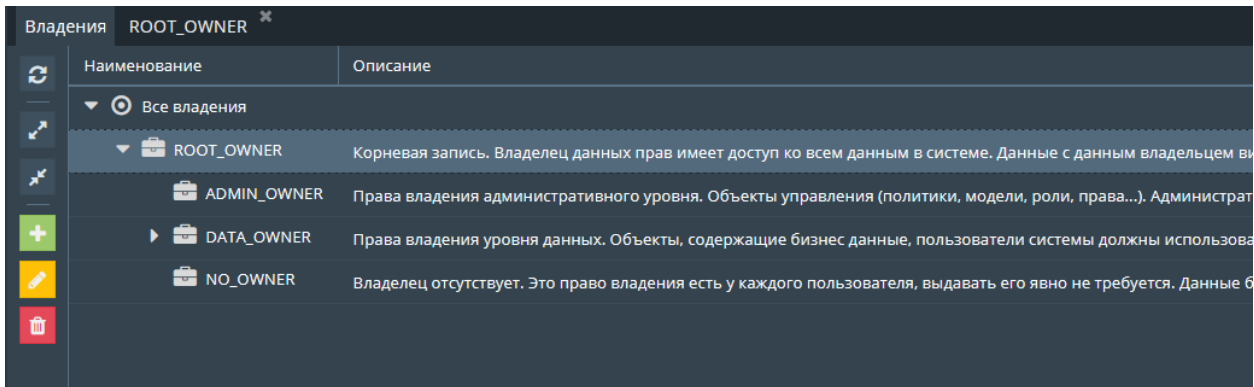 Владения ROOT_OWNER
Наименование Описание
Все владения
ROOT_OWNER Корневая запись. Владелец данных прав имеет доступ ко всем данным в системе. Данные с данным владельцем
ADMIN_OWNER Права владения административного уровня. Объекты управления (политики, модели, роли, права...).
DATA_OWNER Права владения уровня данных. Объекты, содержащие бизнес данные, пользователи системы должны
NO_OWNER Владелец отсутствует. Это право владения есть у каждого пользователя, выдавать его явно не требуется. Данные